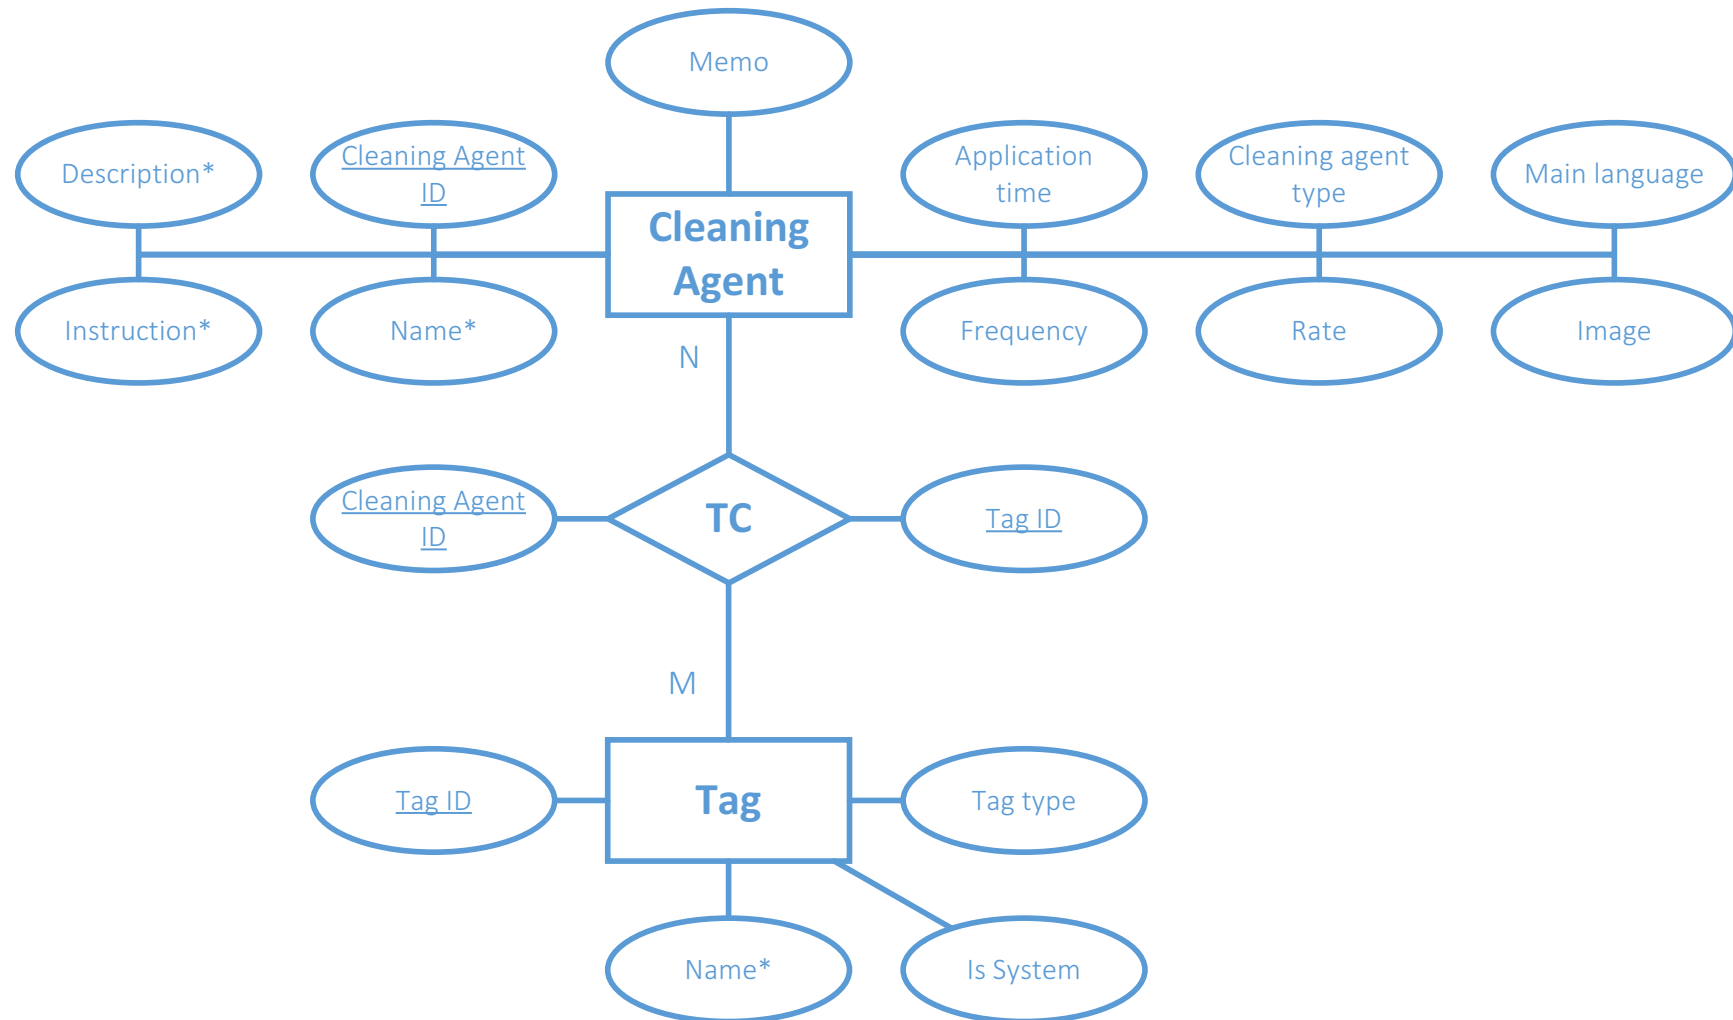 Memo
Description*
Cleaning Agent
ID
Application
time
Cleaning agent
type
Main language
Cleaning
Agent
Instruction*
Name*
Frequency
Rate
Image
N
Cleaning Agent
ID
TC
Tag ID
M
Tag ID
Tag
Tag type
Name*
Is System